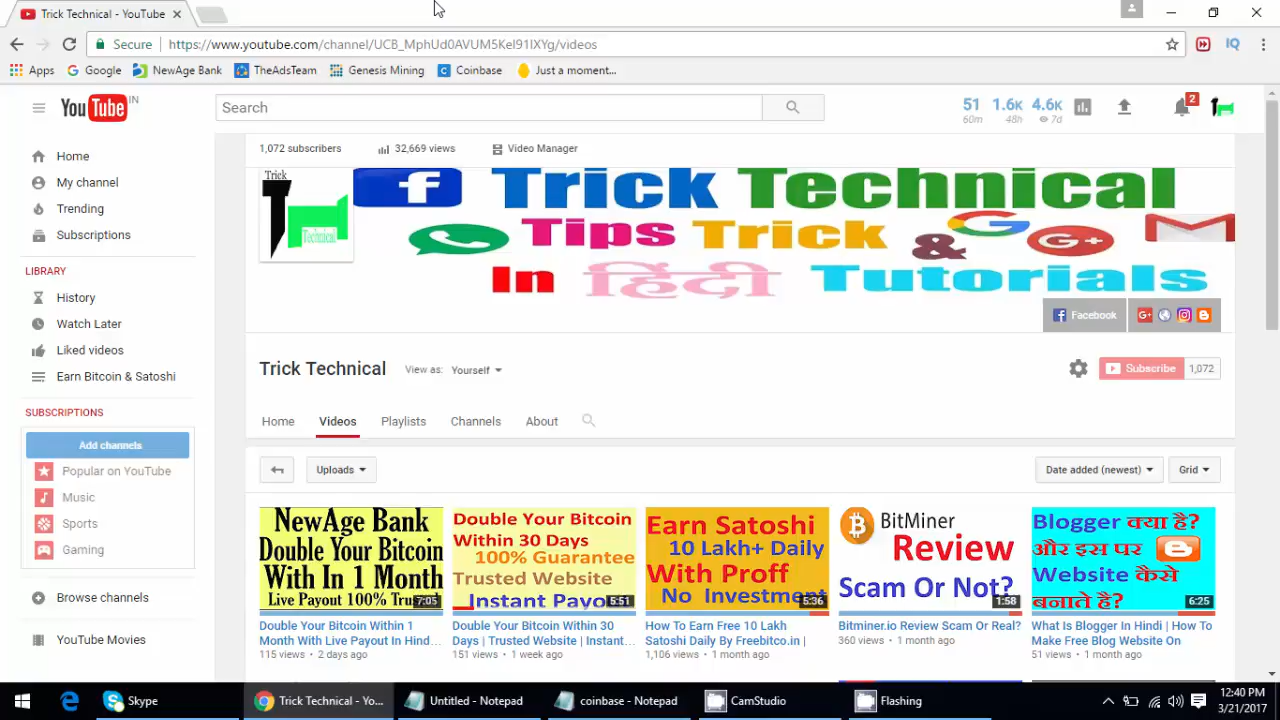 Trick Technical - YouTube
Secure https://www.youtube.com/channel/UCB_MphUd0AVUM5Kel91IXYg/videos
IQ
Apps Google NewAge Bank TheAdsTeam Genesis Mining Coinbase Just a moment...
YouTube IN
Search
51 1.6K 4.6K
60m 48h 7d
2
1,072 subscribers 32,669 views Video Manager
Home
My channel
Trending
Subscriptions
LIBRARY
History
Watch Later
Liked videos
Earn Bitcoin & Satoshi
SUBSCRIPTIONS
Add channels
Popular on YouTube
Music
Sports
Gaming
Browse channels
YouTube Movies
Trick
Technical
f Trick Technical
Tips Trick & G G+
In हिंदी Tutorials
Facebook G+
Trick Technical View as: Yourself Subscribe 1,072
Home Videos Playlists Channels About
Uploads Date added (newest) Grid
NewAge Bank
Double Your Bitcoin
With In 1 Month
Live Payout 100% Tru
7:05
Double Your Bitcoin Within 1
Month With Live Payout In Hind...
115 views • 2 days ago
Double Your Bitcoin
Within 30 Days
100% Guarantee
Trusted Website
Instant Payo
5:51
Double Your Bitcoin Within 30
Days | Trusted Website | Instant...
151 views • 1 week ago
Earn Satoshi
10 Lakh+ Daily
With Proff
No Investment
5:36
How To Earn Free 10 Lakh
Satoshi Daily By Freebitco.in |
1,106 views • 1 month ago
BitMiner
Review
Scam Or Not?
1:58
Bitminer.io Review Scam Or Real?
360 views • 1 month ago
Blogger क्या है?
और इस पर
Website कैसे
बनाते है?
6:25
What Is Blogger In Hindi | How To
Make Free Blog Website On
51 views • 1 month ago
Skype Trick Technical - Yo... Untitled - Notepad coinbase - Notepad CamStudio Flashing
12:40 PM
3/21/2017